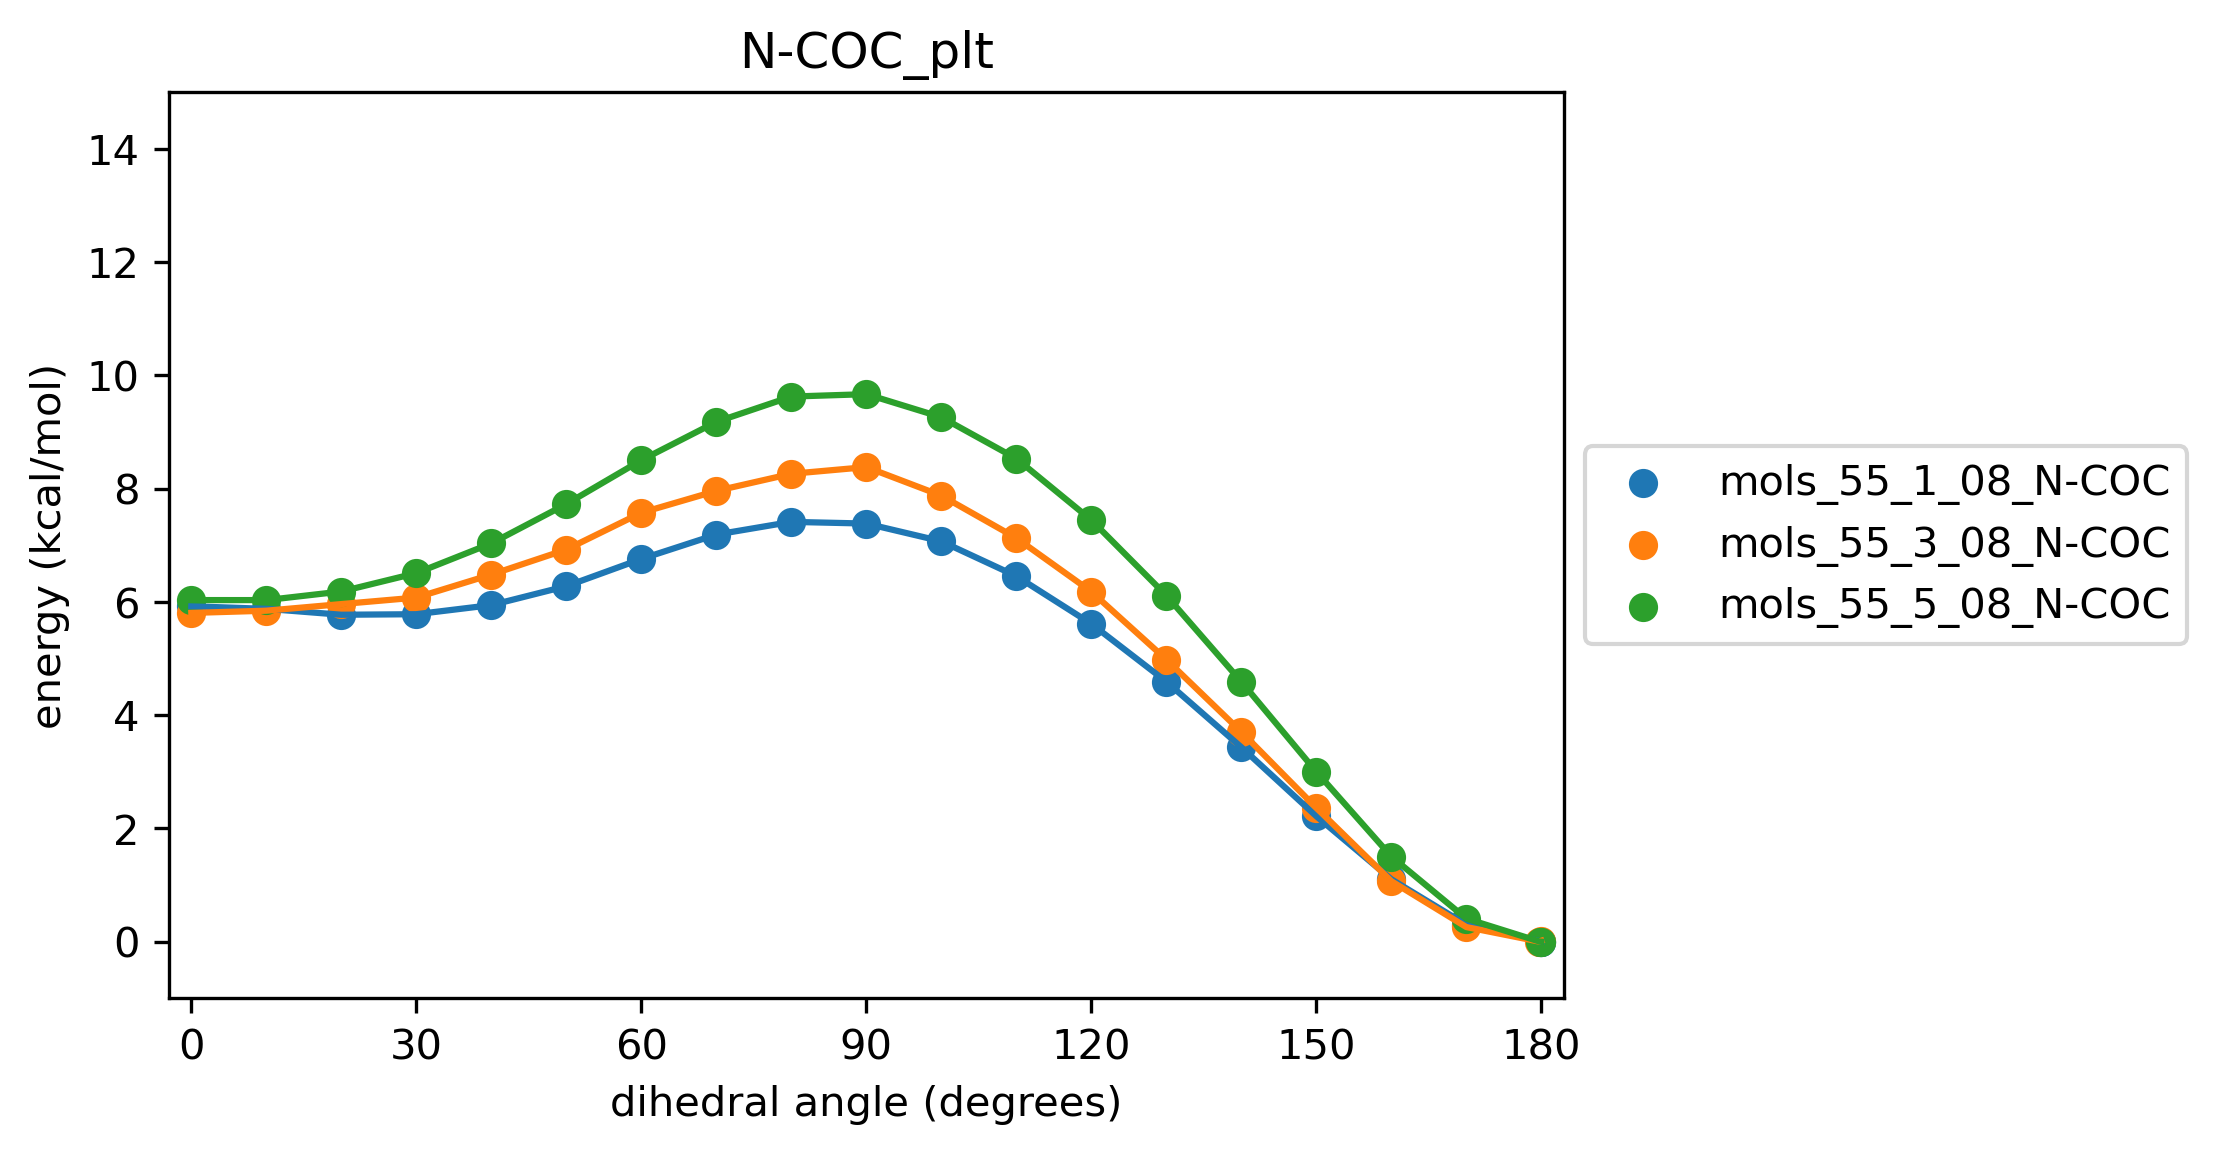 N-COC_plt
14
12
10
8
6
4
2
0
energy (kcal/mol)
0 30 60 90 120 150 180
dihedral angle (degrees)
mols_55_1_08_N-COC
mols_55_3_08_N-COC
mols_55_5_08_N-COC